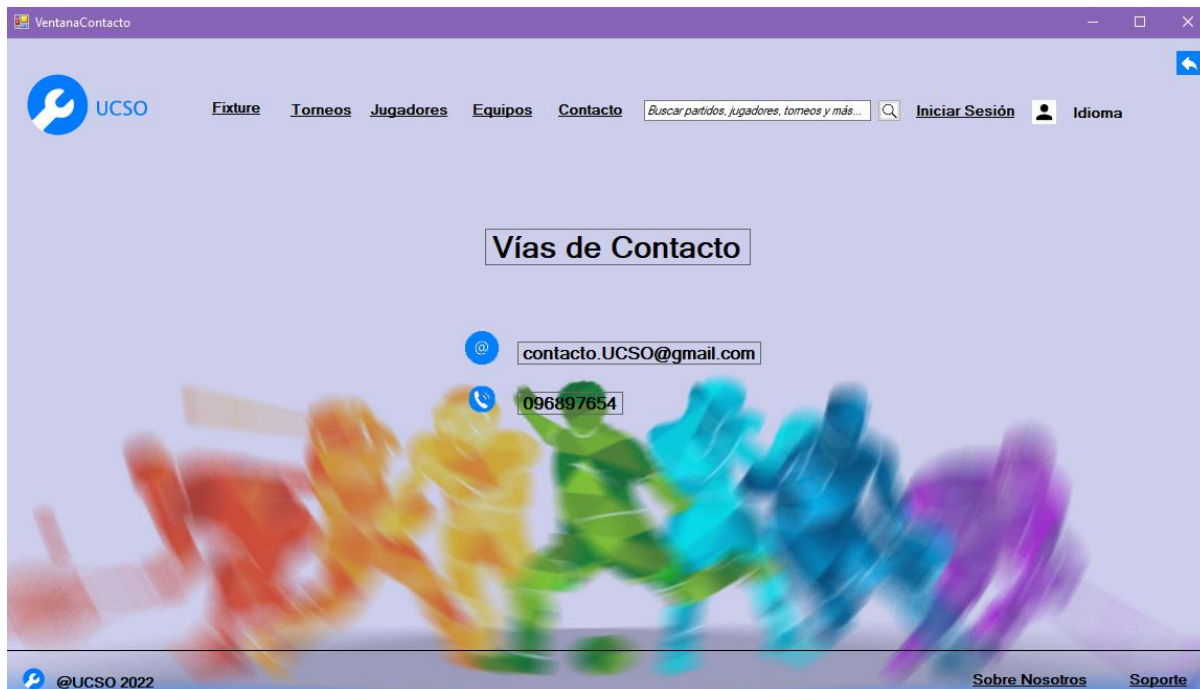 VentanaContacto
UCSO
Fixture Torneos Jugadores Equipos Contacto Buscar partidos, jugadores, torneos y más... Iniciar Sesión Idioma
Vías de Contacto
@
contacto.UCSO@gmail.com
096897654
@UCSO 2022 Sobre Nosotros Soporte